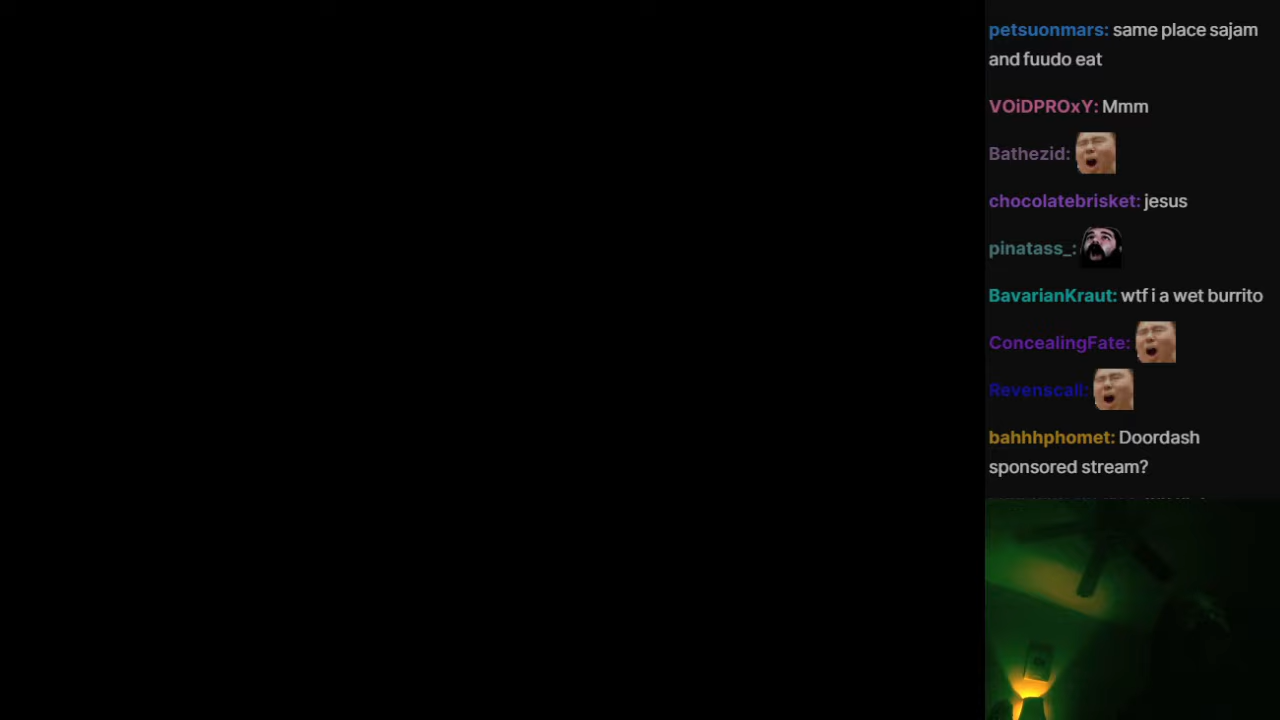 petsuonmars: same place sajam
and fuudo eat
VOiDPROxY: Mmm
Bathezid:
chocolatebrisket: jesus
pinatass_:
BavarianKraut: wtf i a wet burrito
ConcealingFate:
Revenscall:
bahhhphomet: Doordash
sponsored stream?